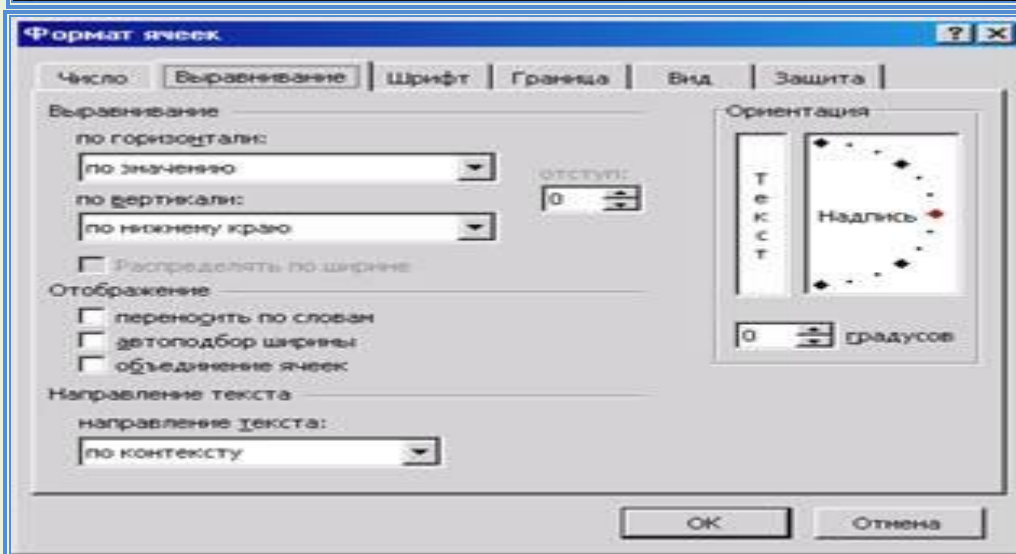 Формат ячеек
Число Выравнивание Шрифт Граница Вид Защита
Выравнивание
по горизонтали:
по значению
отступ:
0
по вертикали:
по нижнему краю
Распределять по ширине
Отображение
переносить по словам
автоподбор ширины
объединение ячеек
Направление текста
направление текста:
по контексту
Ориентация
Текст
Надпись
0 градусов
ОК Отмена